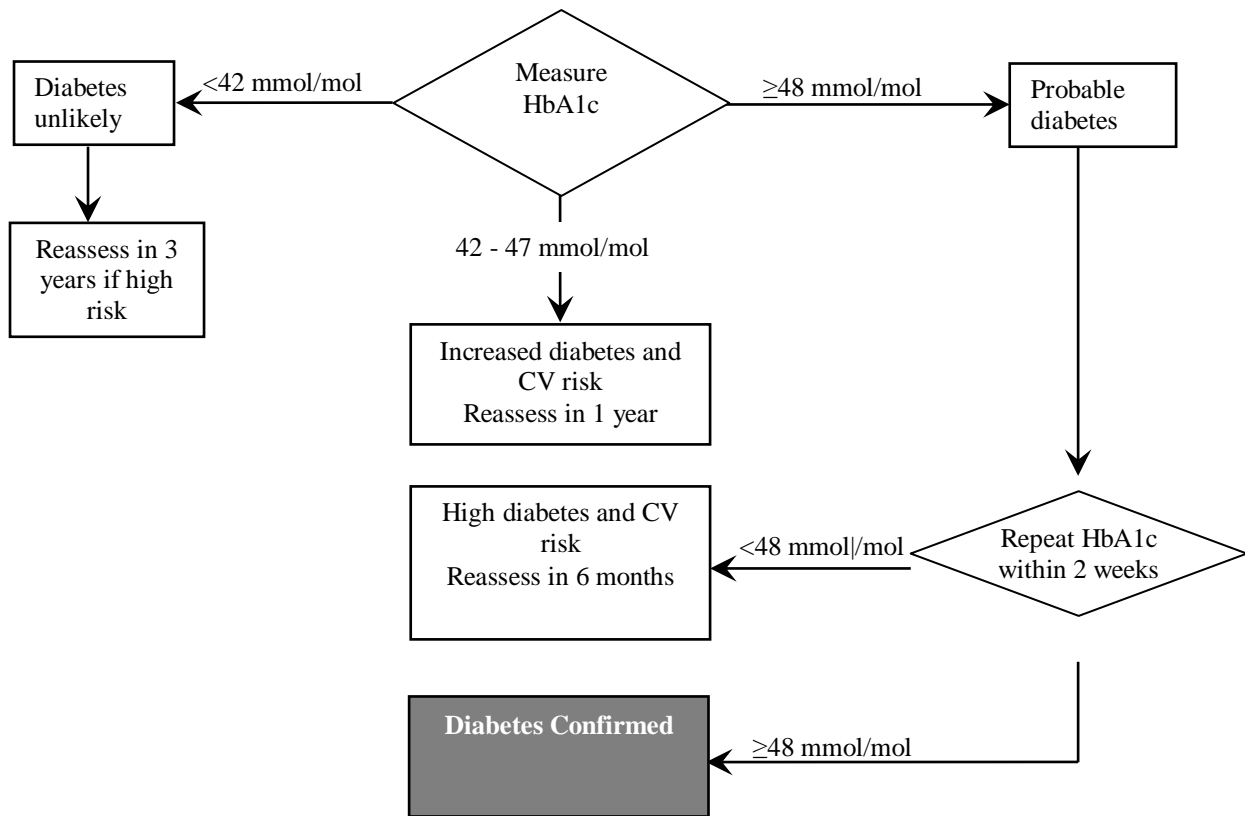 Measure
HbA1c
<42 mmol/mol
Diabetes
unlikely
≥48 mmol/mol
Probable
diabetes
Reassess in 3
years if high
risk
42 - 47 mmol/mol
Increased diabetes and
CV risk
Reassess in 1 year
High diabetes and CV
risk
Reassess in 6 months
<48 mmol|/mol
Repeat HbA1c
within 2 weeks
Diabetes Confirmed
≥48 mmol/mol